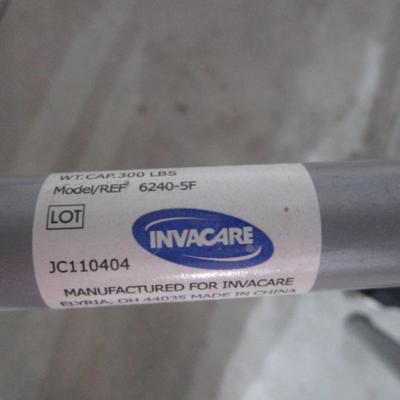 WT.CAP.300 LBS
Model/REF 6240-5F
LOT
INVACARE
JC110404
MANUFACTURED FOR INVACARE
ELYRIA, OH 44035 MADE IN CHINA